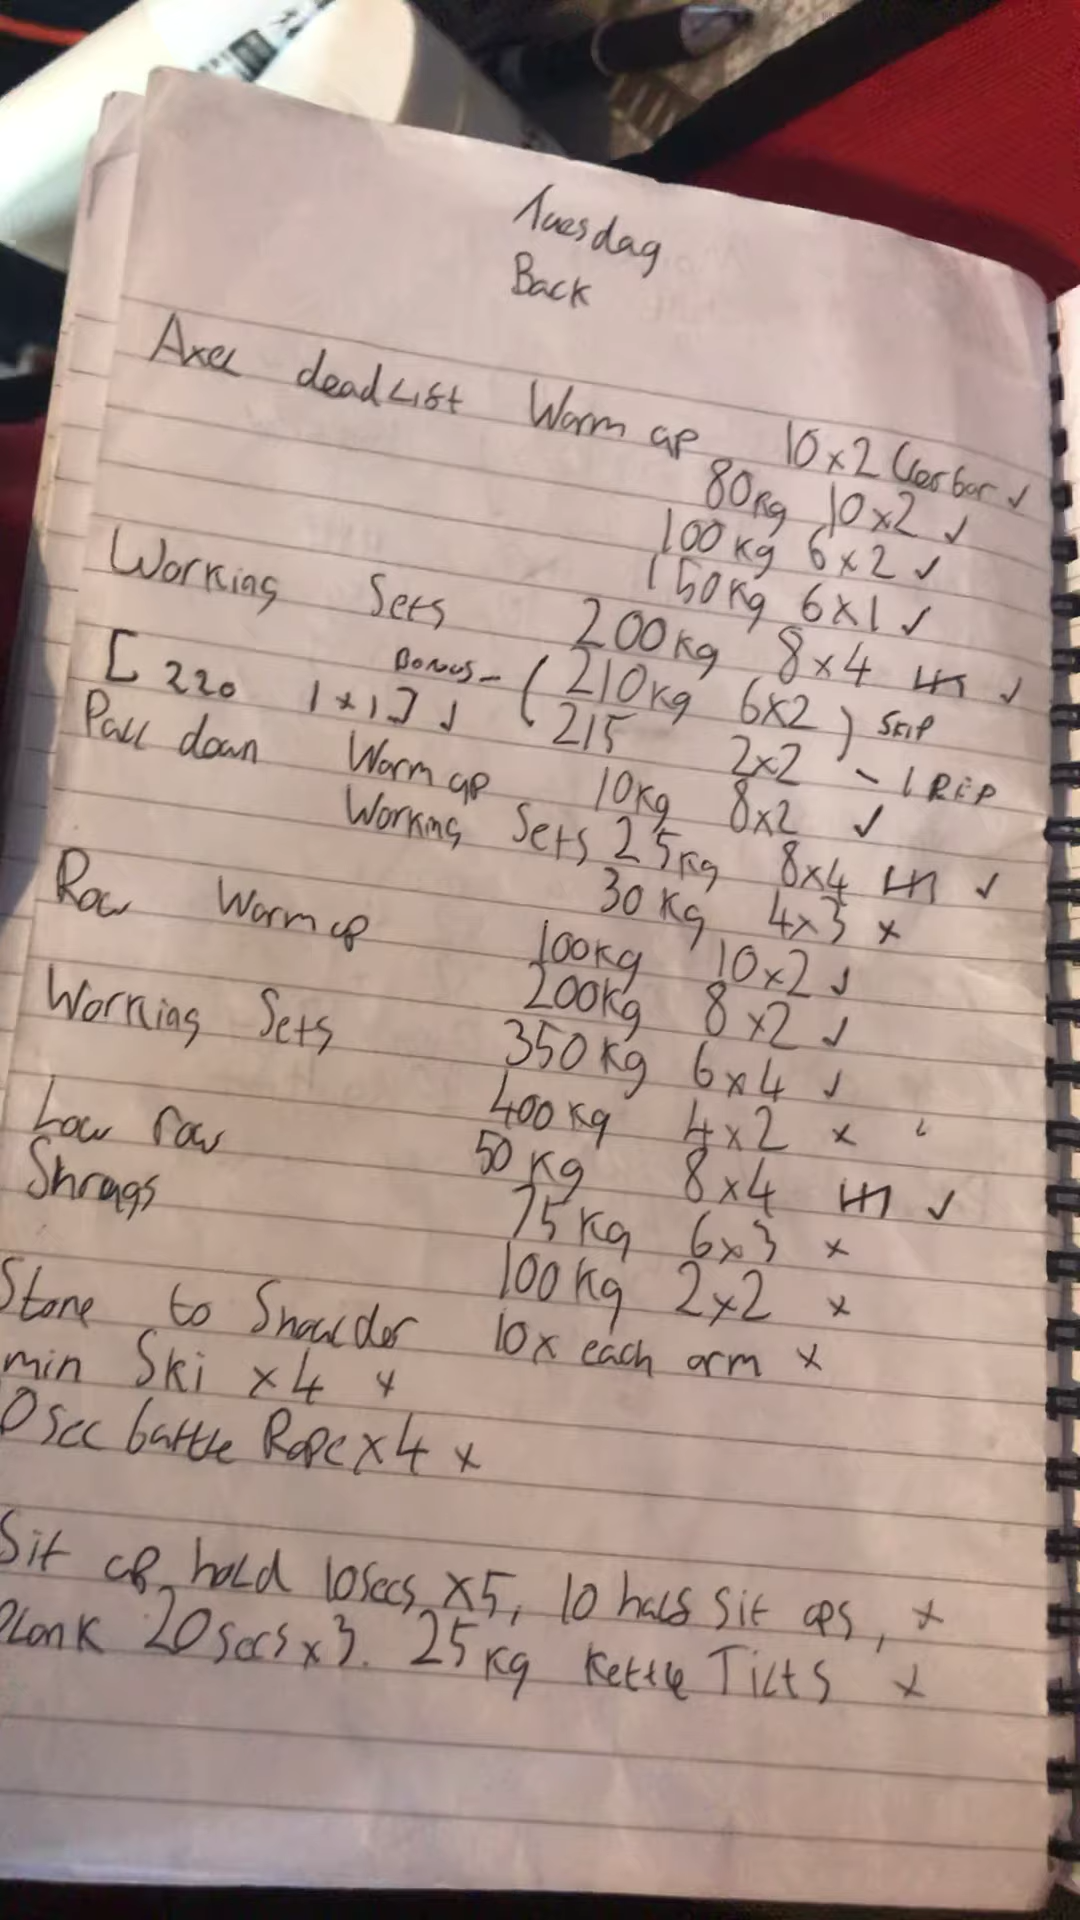 Tuesday
Back
Axel deadlift Warm up 10x2 (les bar ✓
80kg 10x2 ✓
100kg 6x2 ✓
150kg 6x1 ✓
Working Sets 200kg 8x4 ✓
Bonus - (210kg 6x2) Skip
[220 1x1] ✓ 215 2x2 - 1 REP
Pull down Warm up 10kg 8x2 ✓
Working Sets 25kg 8x4 ✓
30kg 4x3 x
Row Warm up 100kg 10x2 ✓
200kg 8x2 ✓
Working Sets 350kg 6x4 ✓
400kg 4x2 x
Low row 50kg 8x4 ✓
Shrugs 75kg 6x3 x
100kg 2x2 x
Stone to Shoulder 10x each arm x
min Ski x4 x
0sec battle Rope x4 x
Sit up hold 10secs x5, 10 half sit ups, x
Plank 20secs x3. 25kg Kettle Tilts x